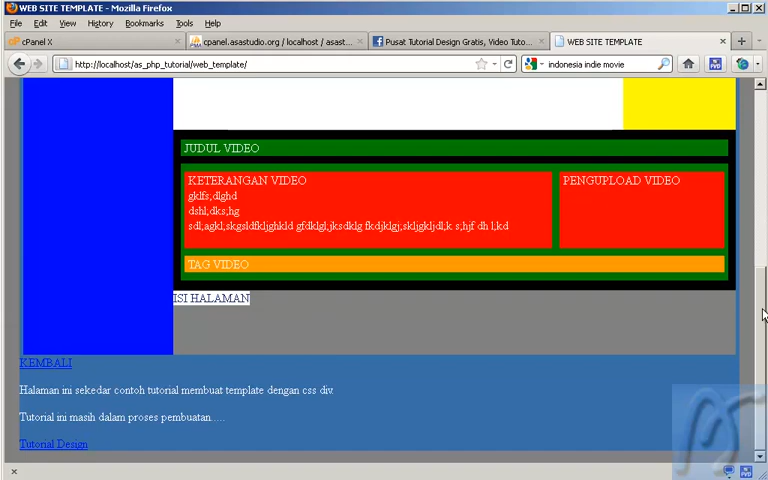 WEB SITE TEMPLATE - Mozilla Firefox
File Edit View History Bookmarks Tools Help
cPanel X
cpanel.asastudio.org / localhost / asast...
Pusat Tutorial Design Gratis, Video Tuto...
WEB SITE TEMPLATE
http://localhost/as_php_tutorial/web_template/
indonesia indie movie
JUDUL VIDEO
KETERANGAN VIDEO
PENGUPLOAD VIDEO
gklfs;dlghd
dshl;dks,hg
sdl;agkl;skgsldfkljghkld gfdklgl;jksdklg fkdjklgj;skljgkljdl;k s;hjf dh l;kd
TAG VIDEO
ISI HALAMAN
KEMBALI
Halaman ini sekedar contoh tutorial membuat template dengan css div.
Tutorial ini masih dalam proses pembuatan.....
Tutorial Design